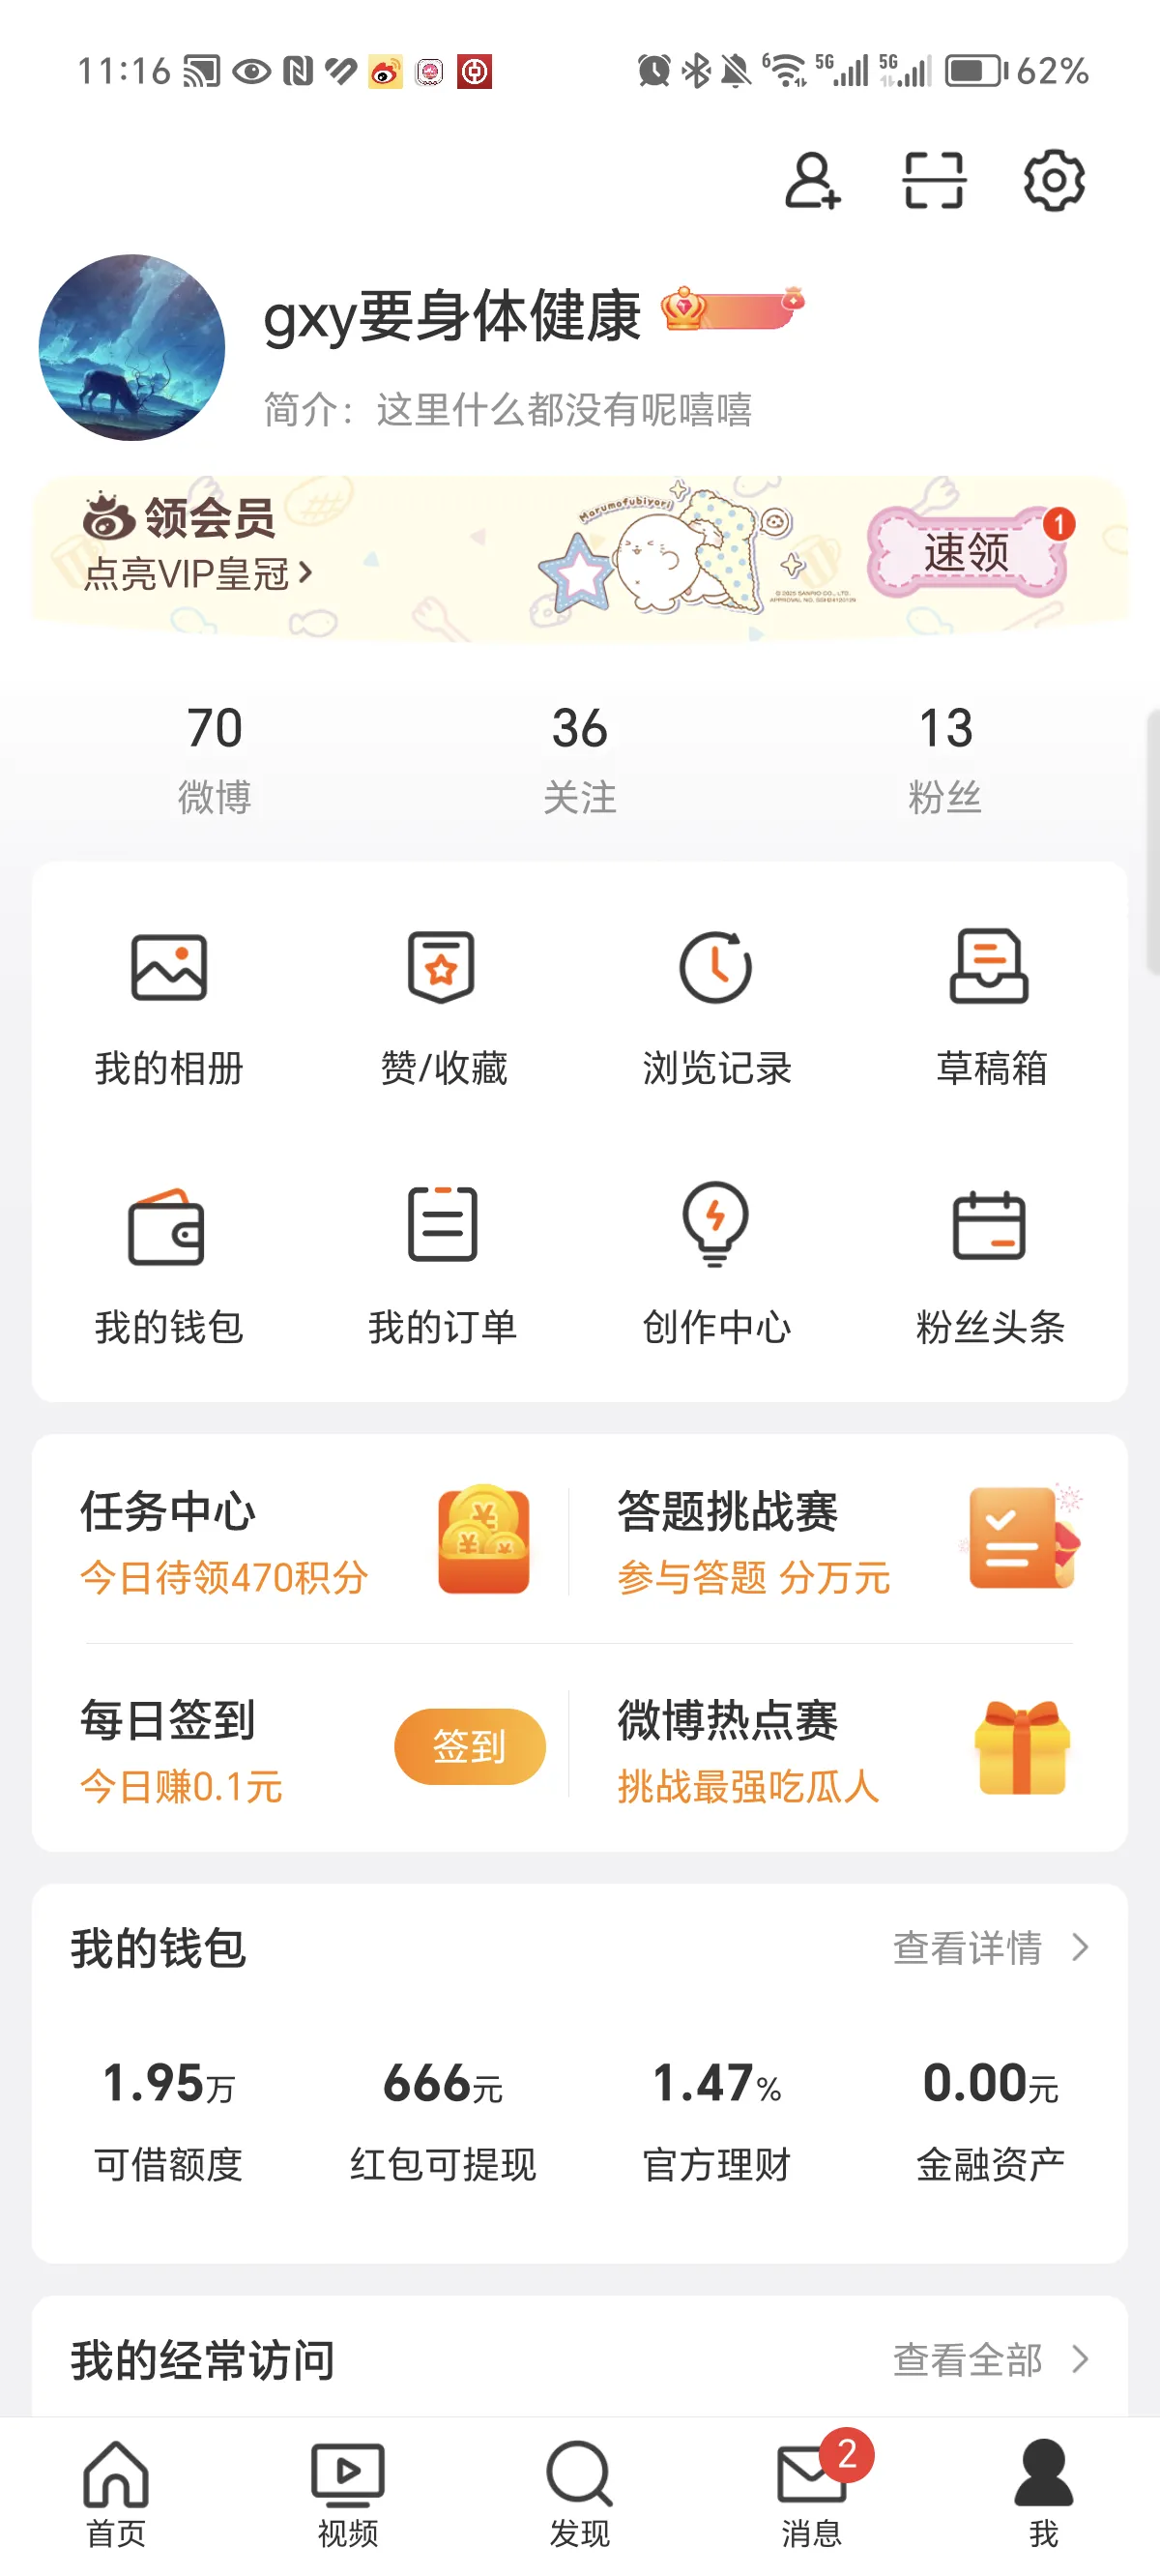 11:16
6
5G
5G
62%
gxy要身体健康
简介：这里什么都没有呢嘻嘻
领会员
点亮VIP皇冠
Marumofubiyori
速领
1
70
36
13
微博
关注
粉丝
我的相册
赞/收藏
浏览记录
草稿箱
我的钱包
我的订单
创作中心
粉丝头条
任务中心
今日待领470积分
答题挑战赛
参与答题 分万元
每日签到
今日赚0.1元
签到
微博热点赛
挑战最强吃瓜人
我的钱包
查看详情
1.95万
666元
1.47%
0.00元
可借额度
红包可提现
官方理财
金融资产
我的经常访问
查看全部
2
首页
视频
发现
消息
我